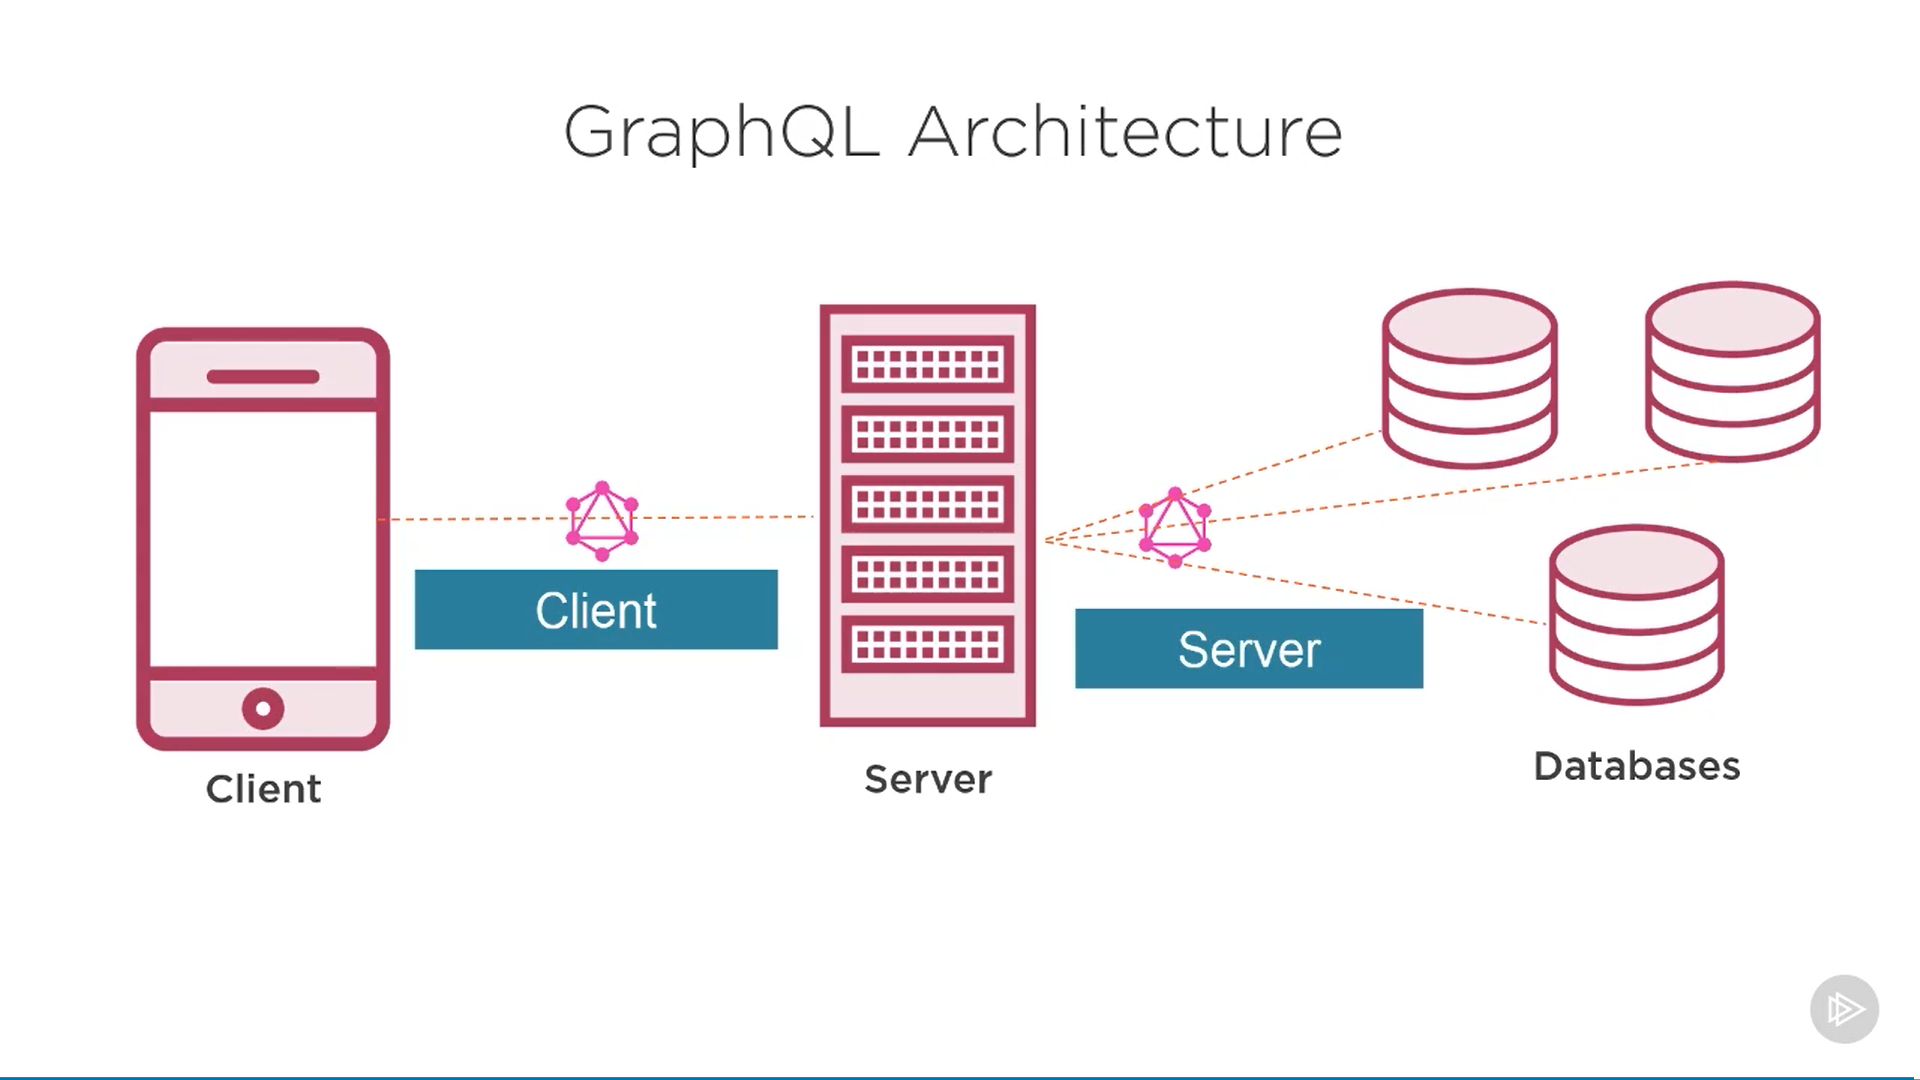 GraphQL Architecture
Client
Server
Client
Server
Databases